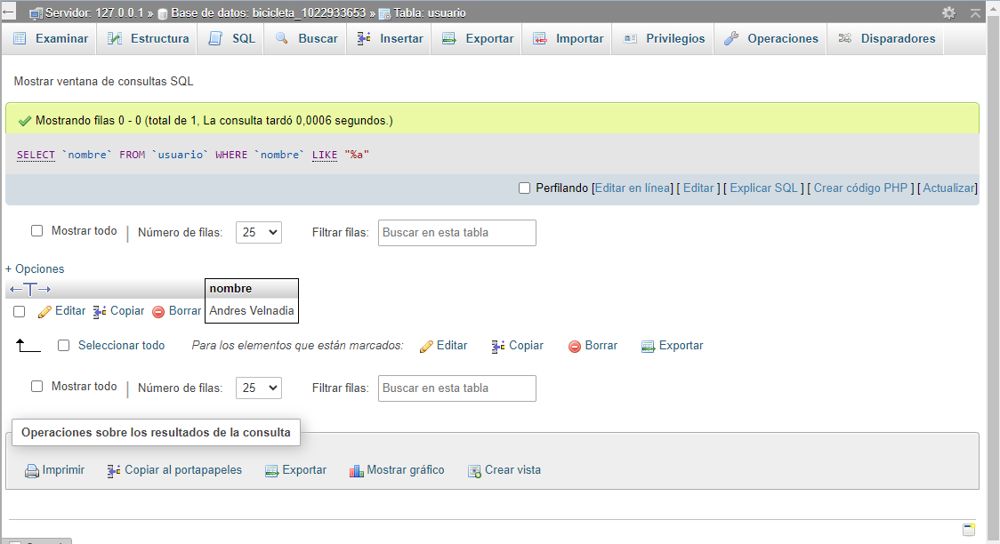 Servidor: 127.0.0.1 » Base de datos: bicicleta_1022933653 » Tabla: usuario
Examinar Estructura SQL Buscar Insertar Exportar Importar Privilegios Operaciones Disparadores
Mostrar ventana de consultas SQL
Mostrando filas 0 - 0 (total de 1, La consulta tardó 0,0006 segundos.)
SELECT `nombre` FROM `usuario` WHERE `nombre` LIKE "%a"
Perfilando [Editar en línea] [ Editar ] [ Explicar SQL ] [ Crear código PHP ] [ Actualizar]
Mostrar todo | Número de filas: 25 Filtrar filas: Buscar en esta tabla
+ Opciones
nombre
Editar Copiar Borrar Andres Velnadia
Seleccionar todo Para los elementos que están marcados: Editar Copiar Borrar Exportar
Mostrar todo | Número de filas: 25 Filtrar filas: Buscar en esta tabla
Operaciones sobre los resultados de la consulta
Imprimir Copiar al portapapeles Exportar Mostrar gráfico Crear vista